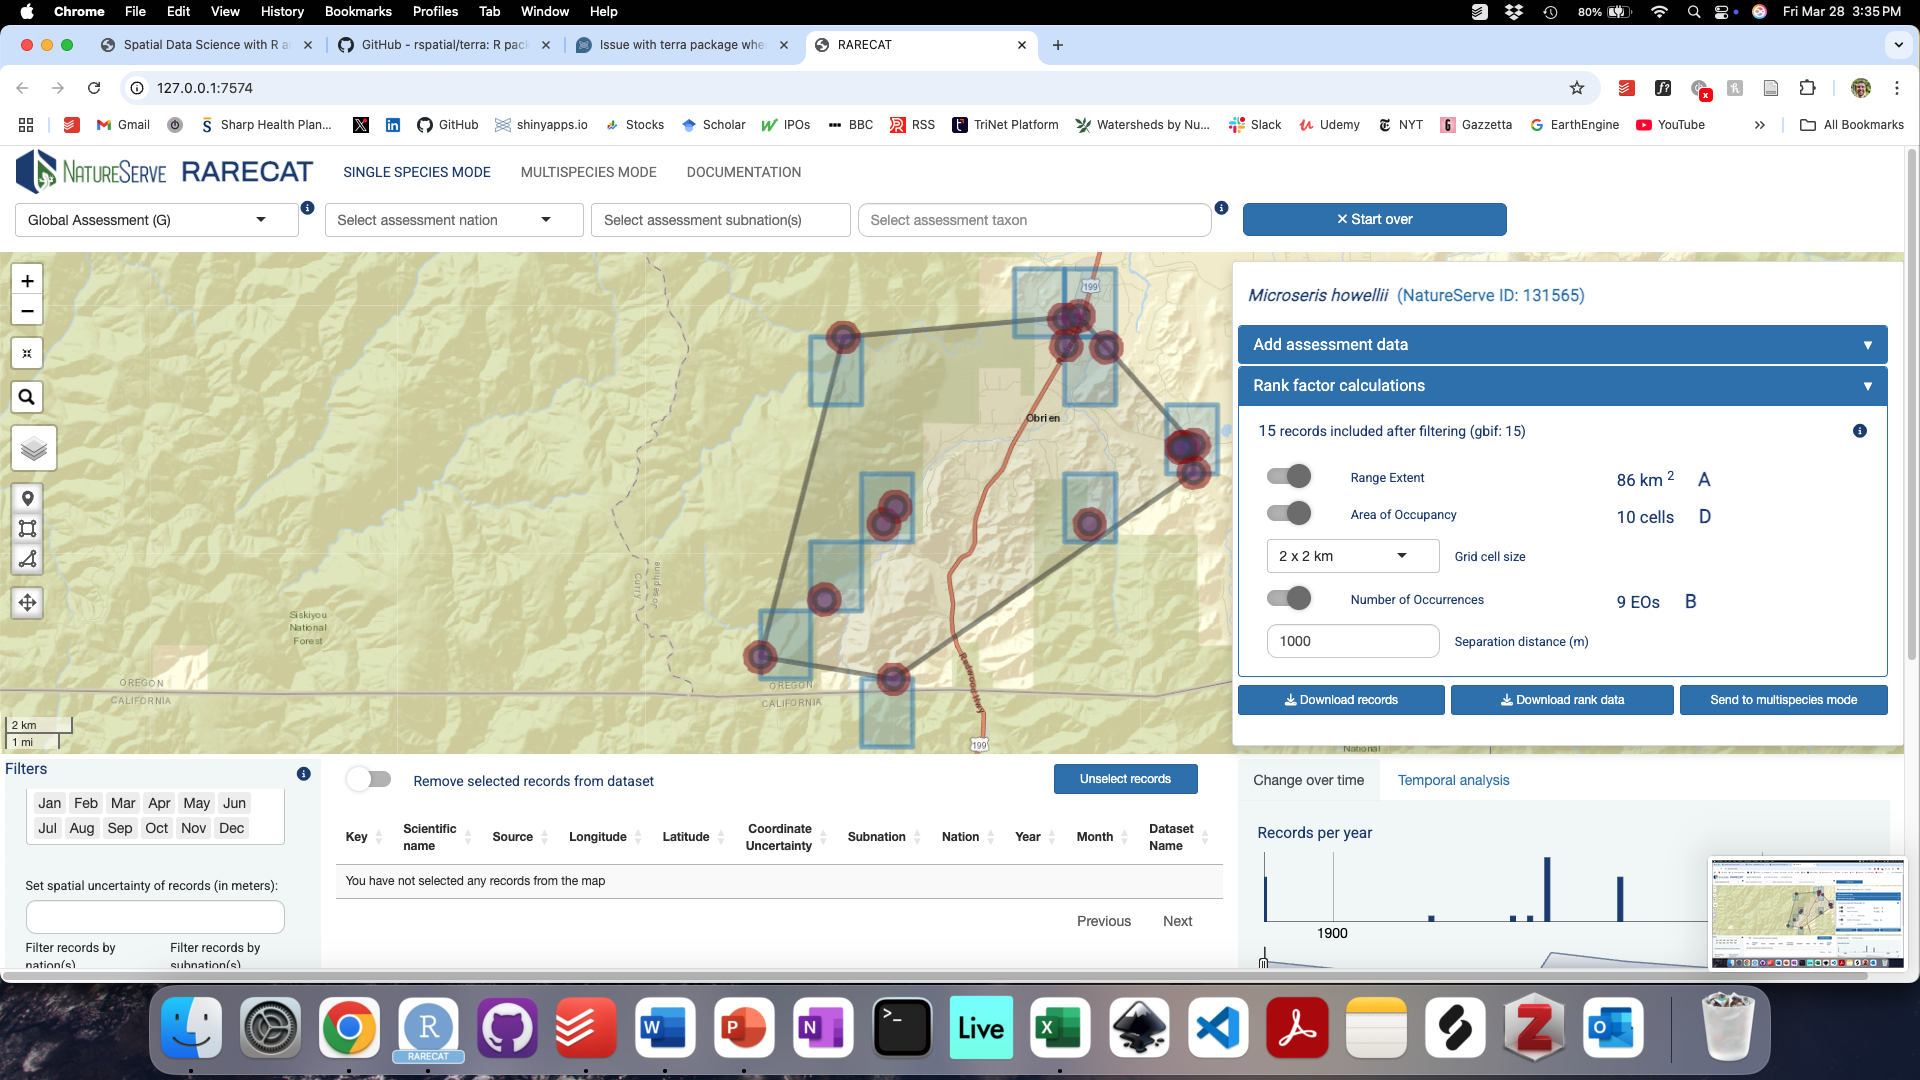 Chrome File Edit View History Bookmarks Profiles Tab Window Help 80% Fri Mar 28 3:35 PM
Spatial Data Science with R a
GitHub - rspatial/terra: R pac
Issue with terra package whe
RARECAT
127.0.0.1:7574
Gmail Sharp Health Plan... GitHub shinyapps.io Stocks Scholar IPOs BBC RSS TriNet Platform Watersheds by Nu... Slack Udemy NYT Gazzetta EarthEngine YouTube » All Bookmarks
NATURESERVE RARECAT SINGLE SPECIES MODE MULTISPECIES MODE DOCUMENTATION
Global Assessment (G) Select assessment nation Select assessment subnation(s) Select assessment taxon × Start over
199
Obrien
Curry
Josephine
Siskiyou
National
Forest
OREGON
CALIFORNIA
OREGON
CALIFORNIA
Redwood Hwy
199
2 km
1 mi
Microseris howellii (NatureServe ID: 131565)
Add assessment data ▼
Rank factor calculations ▼
15 records included after filtering (gbif: 15)
Range Extent 86 km 2 A
Area of Occupancy 10 cells D
2 x 2 km Grid cell size
Number of Occurrences 9 EOs B
1000 Separation distance (m)
Download records Download rank data Send to multispecies mode
National
Filters
Jan Feb Mar Apr May Jun
Jul Aug Sep Oct Nov Dec
Set spatial uncertainty of records (in meters):
Filter records by nation(s)
Filter records by subnation(s)
Remove selected records from dataset Unselect records
Key Scientific name Source Longitude Latitude Coordinate Uncertainty Subnation Nation Year Month Dataset Name
You have not selected any records from the map
Previous Next
Change over time Temporal analysis
Records per year
1900
R
RARECAT
W
P
N
>_
Live
X
Z
O